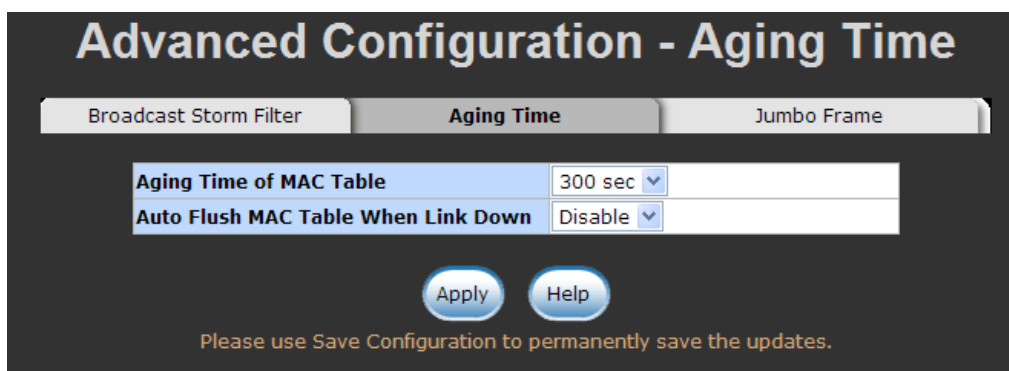 Advanced Configuration - Aging Time
Broadcast Storm Filter Aging Time Jumbo Frame
Aging Time of MAC Table 300 sec
Auto Flush MAC Table When Link Down Disable
Apply Help
Please use Save Configuration to permanently save the updates.